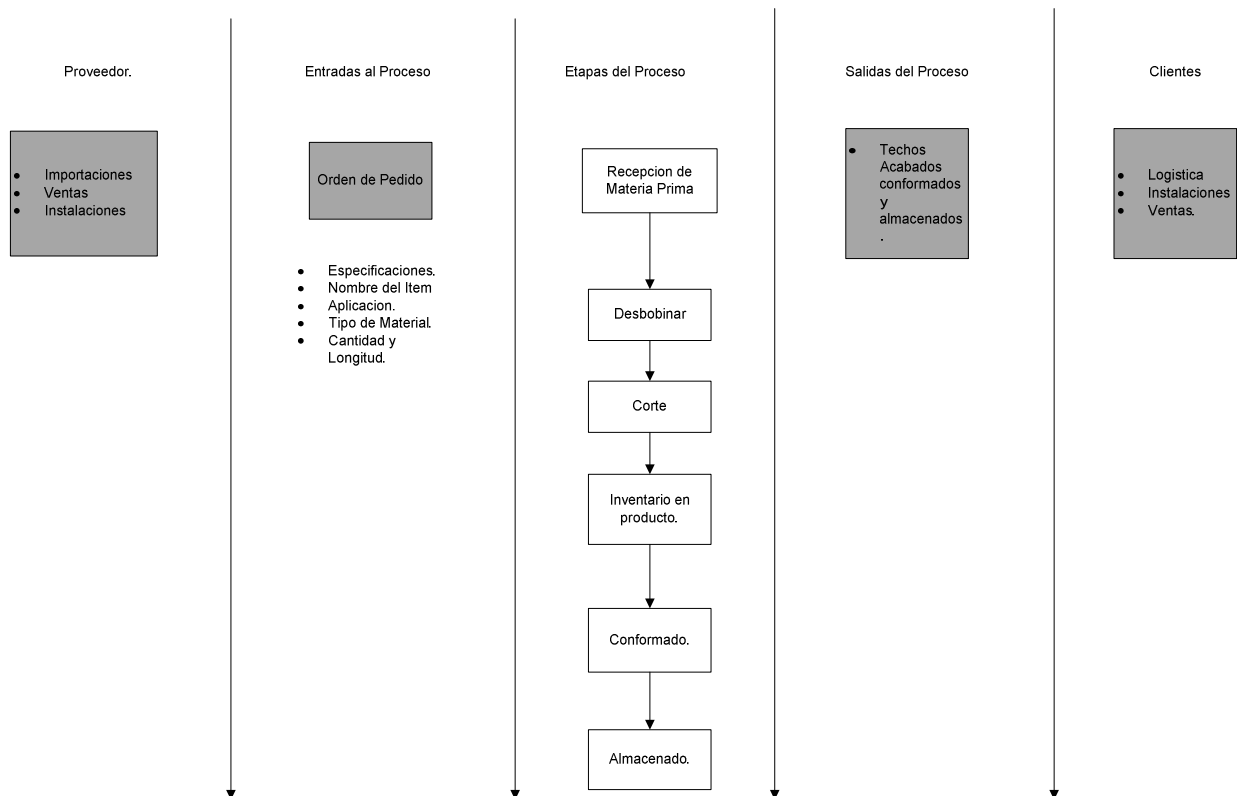 Proveedor.
Entradas al Proceso
Etapas del Proceso
Salidas del Proceso
Clientes
• Importaciones
• Ventas
• Instalaciones
Orden de Pedido
• Especificaciones.
• Nombre del Item
• Aplicacion.
• Tipo de Material.
• Cantidad y
Longitud.
Recepcion de
Materia Prima
Desbobinar
Corte
Inventario en
producto.
Conformado.
Almacenado.
• Techos
Acabados
conformados
y
almacenados
.
• Logistica
• Instalaciones
• Ventas.